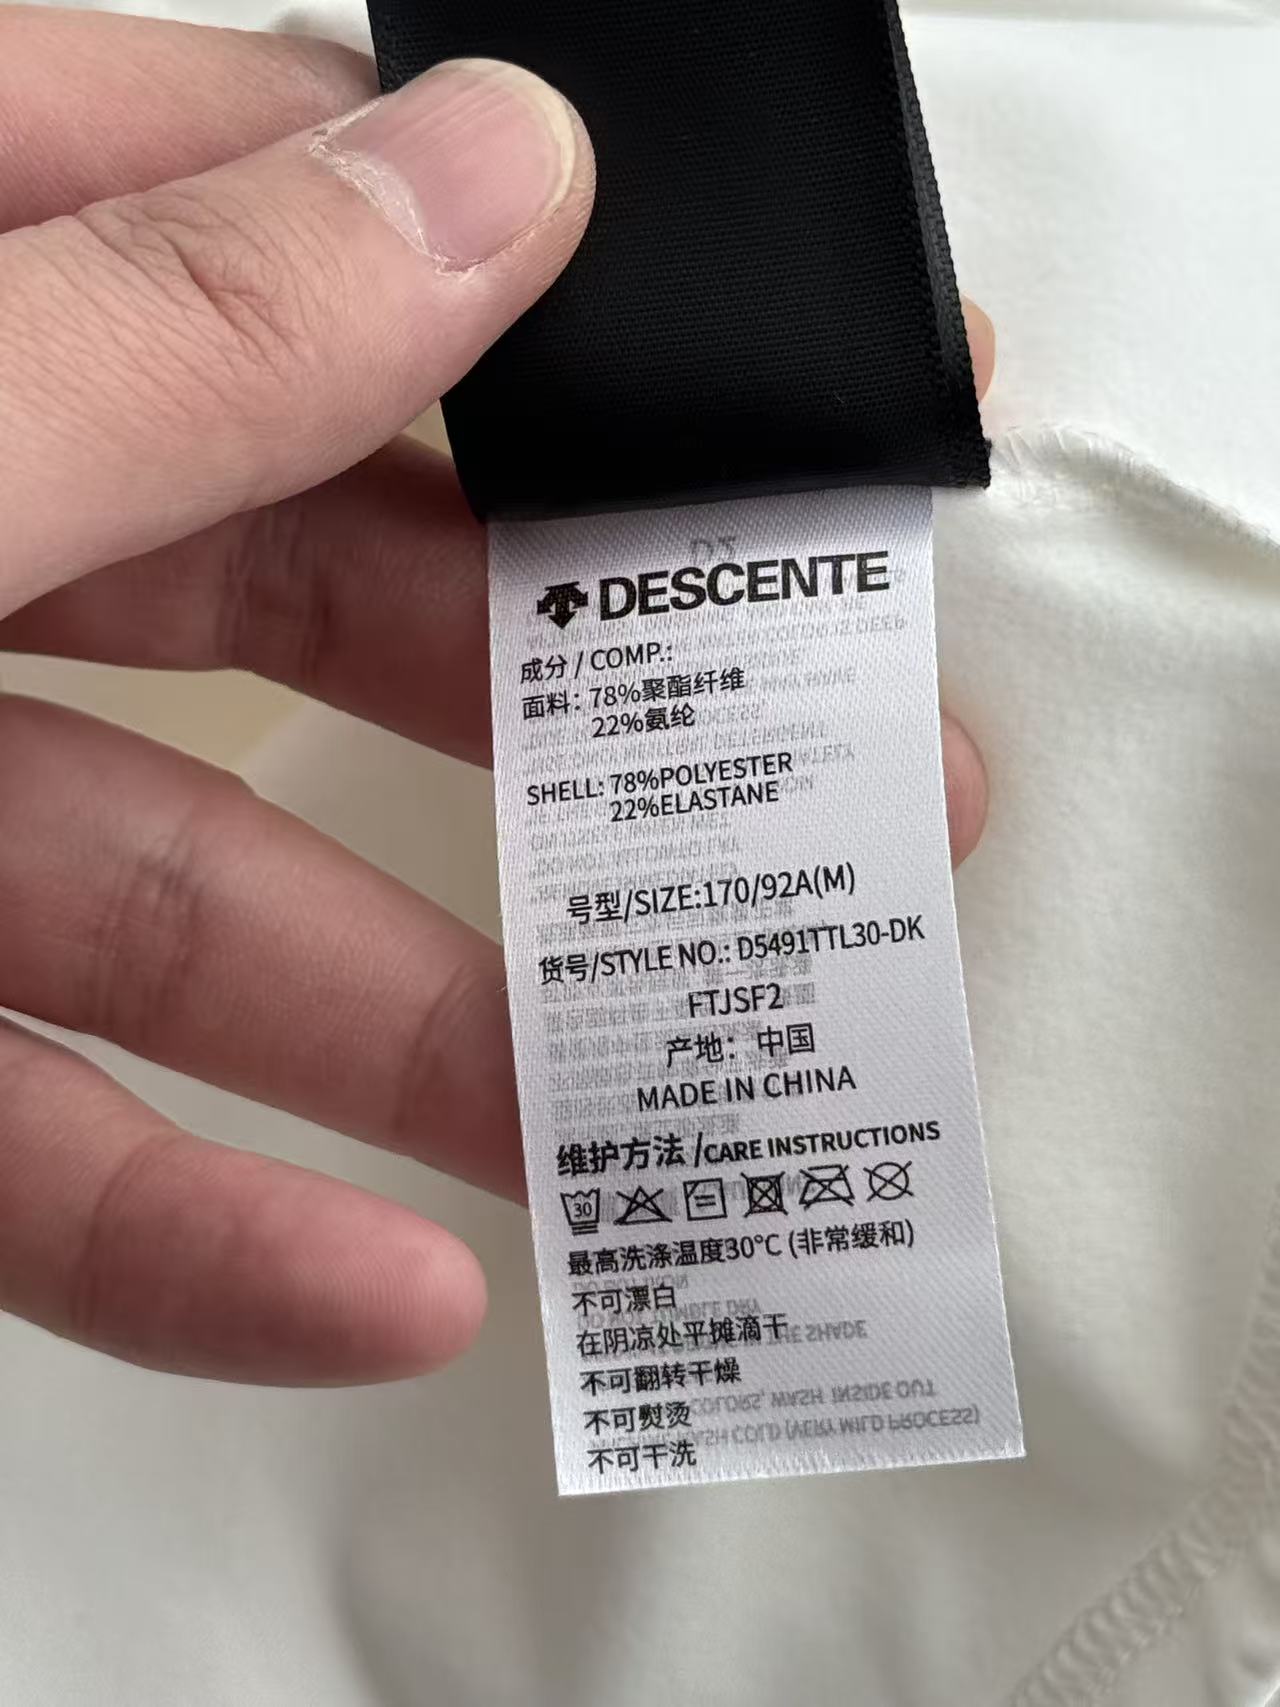 DESCENTE
成分 / COMP.:
面料：78%聚酯纤维
22%氨纶
SHELL: 78%POLYESTER
22%ELASTANE
号型/SIZE:170/92A(M)
货号/STYLE NO.: D5491TTL30-DK
FTJSF2
产地：中国
MADE IN CHINA
维护方法 /CARE INSTRUCTIONS
30
最高洗涤温度30°C (非常缓和)
不可漂白
在阴凉处平摊滴干
不可翻转干燥
不可熨烫
不可干洗